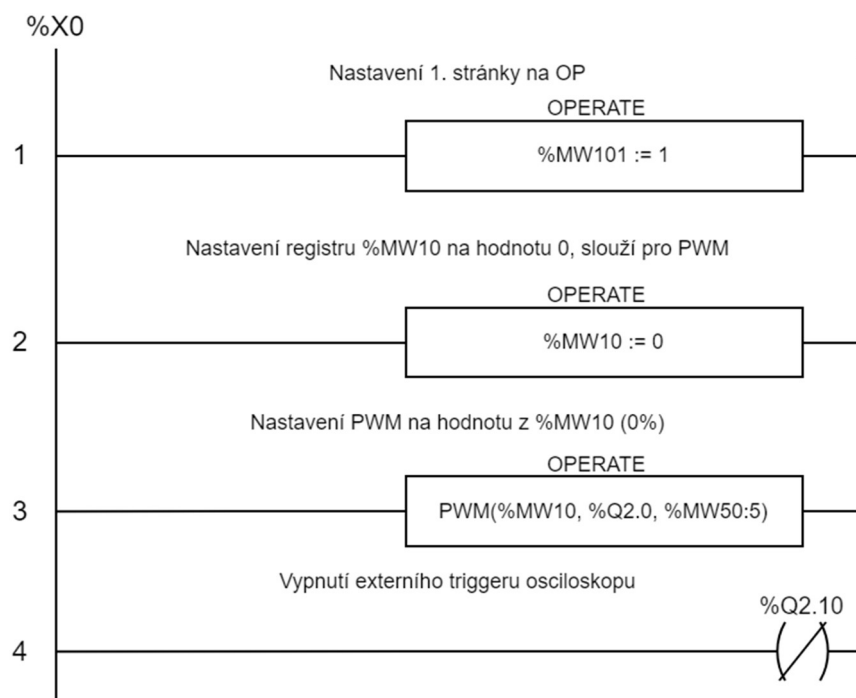 %X0
Nastavení 1. stránky na OP
OPERATE
1
%MW101 := 1
Nastavení registru %MW10 na hodnotu 0, slouží pro PWM
OPERATE
2
%MW10 := 0
Nastavení PWM na hodnotu z %MW10 (0%)
OPERATE
3
PWM(%MW10, %Q2.0, %MW50:5)
Vypnutí externího triggeru osciloskopu
%Q2.10
4